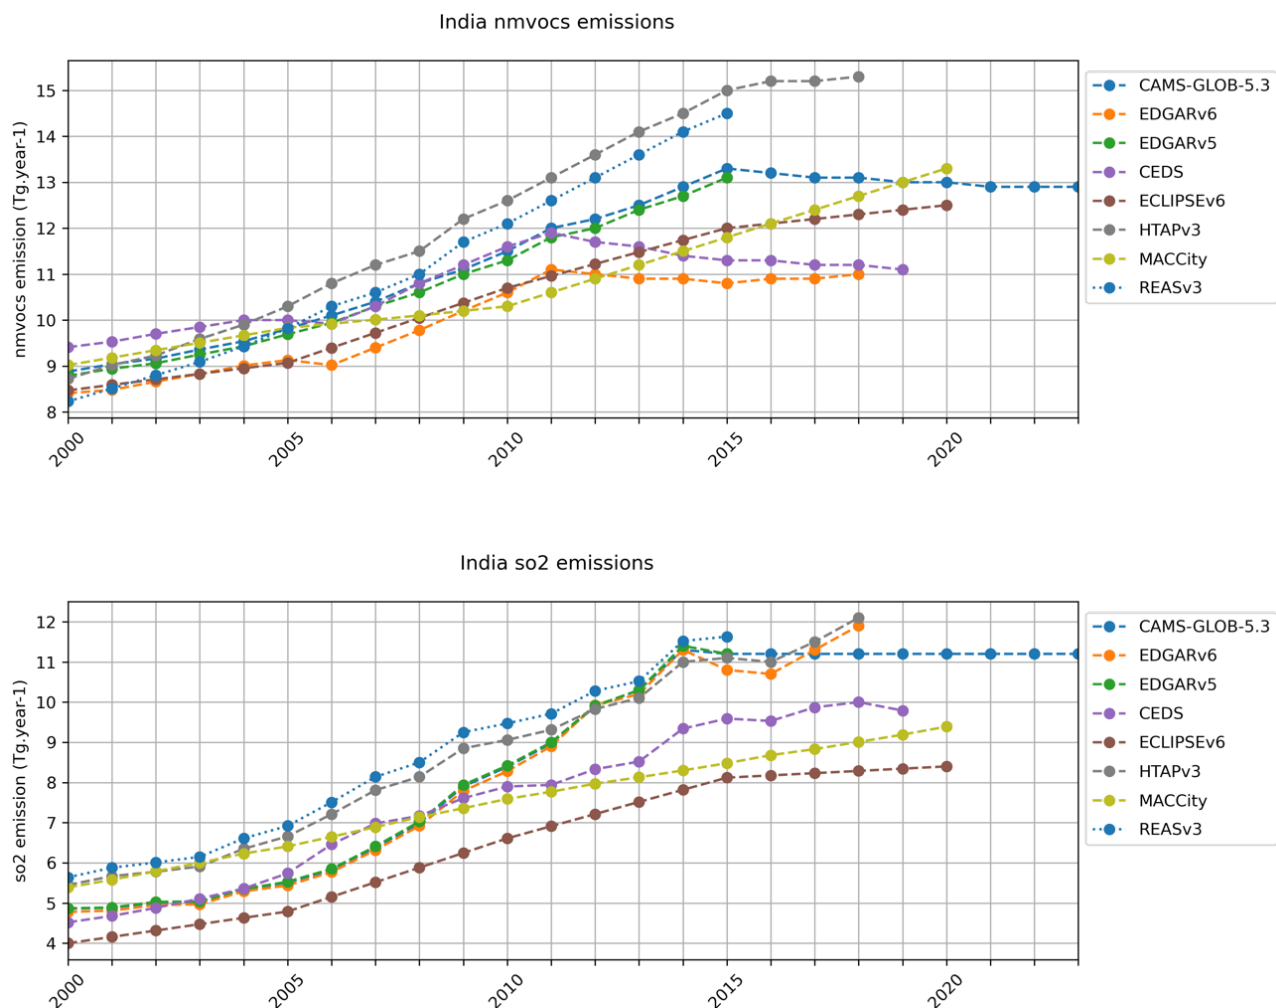 India nmvocs emissions
nmvocs emission (Tg.year-1)
15
14
13
12
11
10
9
8
2000
2005
2010
2015
2020
CAMS-GLOB-5.3
EDGARv6
EDGARv5
CEDS
ECLIPSEv6
HTAPv3
MACCity
REASv3
India so2 emissions
so2 emission (Tg.year-1)
12
11
10
9
8
7
6
5
4
2000
2005
2010
2015
2020
CAMS-GLOB-5.3
EDGARv6
EDGARv5
CEDS
ECLIPSEv6
HTAPv3
MACCity
REASv3